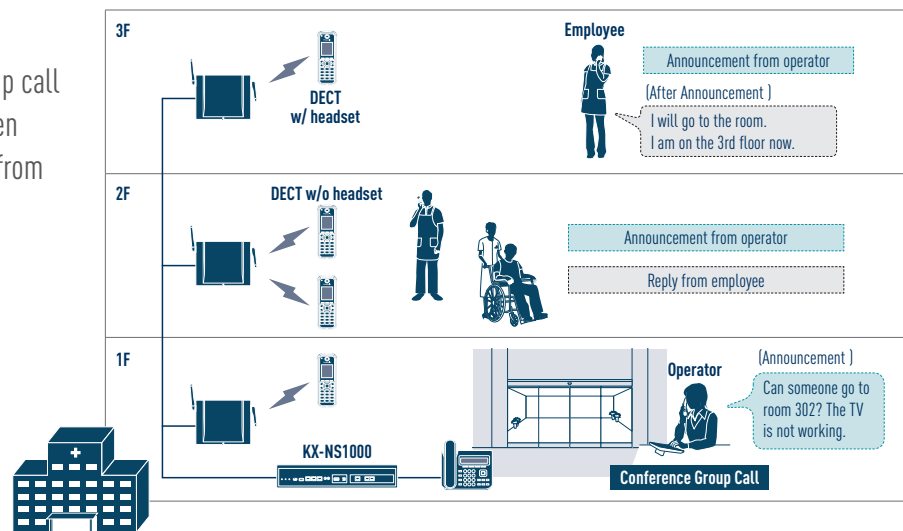 p call
en
from
3F
Employee
DECT
w/ headset
Announcement from operator
(After Announcement )
I will go to the room.
I am on the 3rd floor now.
2F
DECT w/o headset
Announcement from operator
Reply from employee
1F
Operator
(Announcement )
Can someone go to
room 302? The TV
is not working.
KX-NS1000
Conference Group Call